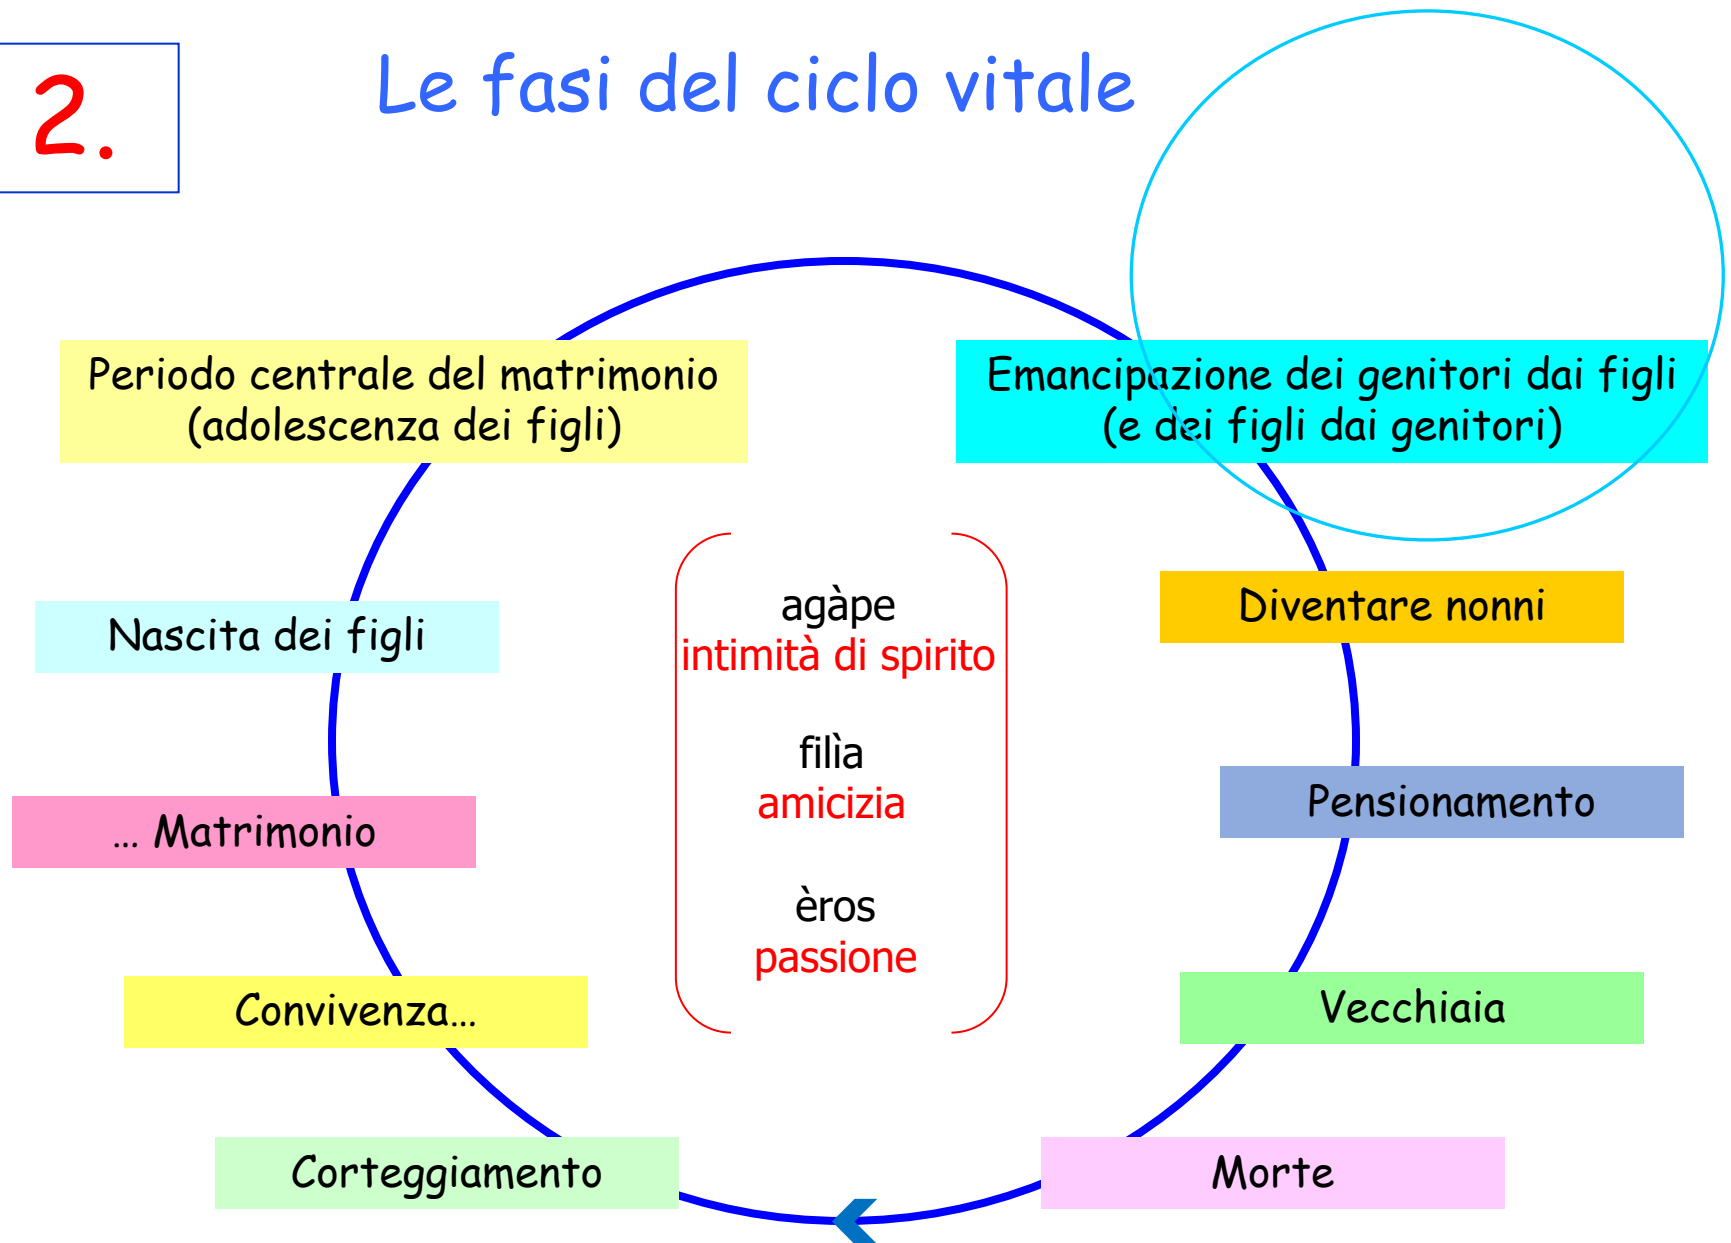 2.
Le fasi del ciclo vitale
Periodo centrale del matrimonio
(adolescenza dei figli)
Emancipazione dei genitori dai figli
(e dei figli dai genitori)
Nascita dei figli
… Matrimonio
Convivenza…
Corteggiamento
agàpe
intimità di spirito
filìa
amicizia
èros
passione
Diventare nonni
Pensionamento
Vecchiaia
Morte